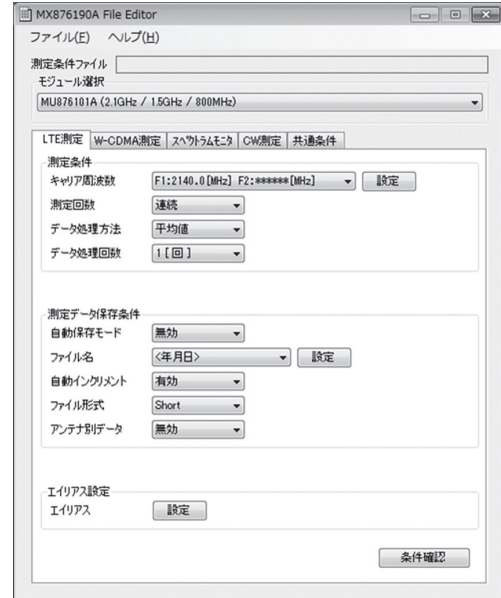 MX876190A File Editor
ファイル(F) ヘルプ(H)
測定条件ファイル
モジュール選択
MU876101A (2.1GHz / 1.5GHz / 800MHz)
LTE測定 W-CDMA測定 スペクトラムモニタ CW測定 共通条件
測定条件
キャリア周波数 F1:2140.0[MHz] F2:******[MHz] 設定
測定回数 連続
データ処理方法 平均値
データ処理回数 1[回]
測定データ保存条件
自動保存モード 無効
ファイル名 <年月日> 設定
自動インクリメント 有効
ファイル形式 Short
アンテナ別データ 無効
エイリアス設定
エイリアス 設定
条件確認